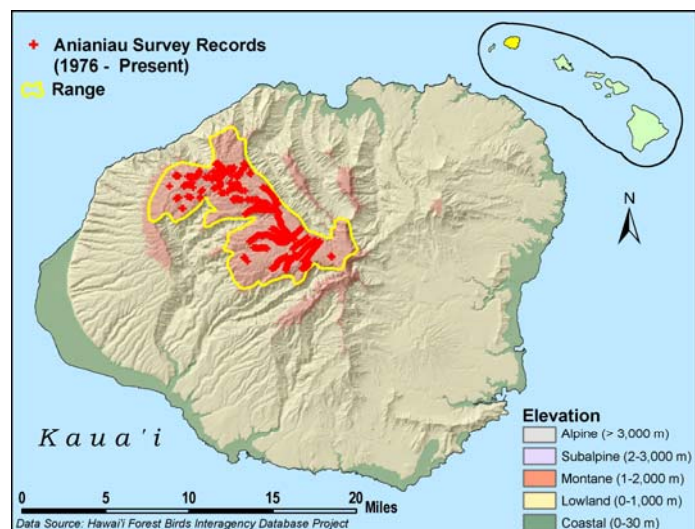 Anianiau Survey Records
(1976 - Present)
Range
N
Kaua'i
Elevation
Alpine (> 3,000 m)
Subalpine (2-3,000 m)
Montane (1-2,000 m)
Lowland (0-1,000 m)
Coastal (0-30 m)
0 5 10 15 20
Miles
Data Source: Hawai'i Forest Birds Interagency Database Project